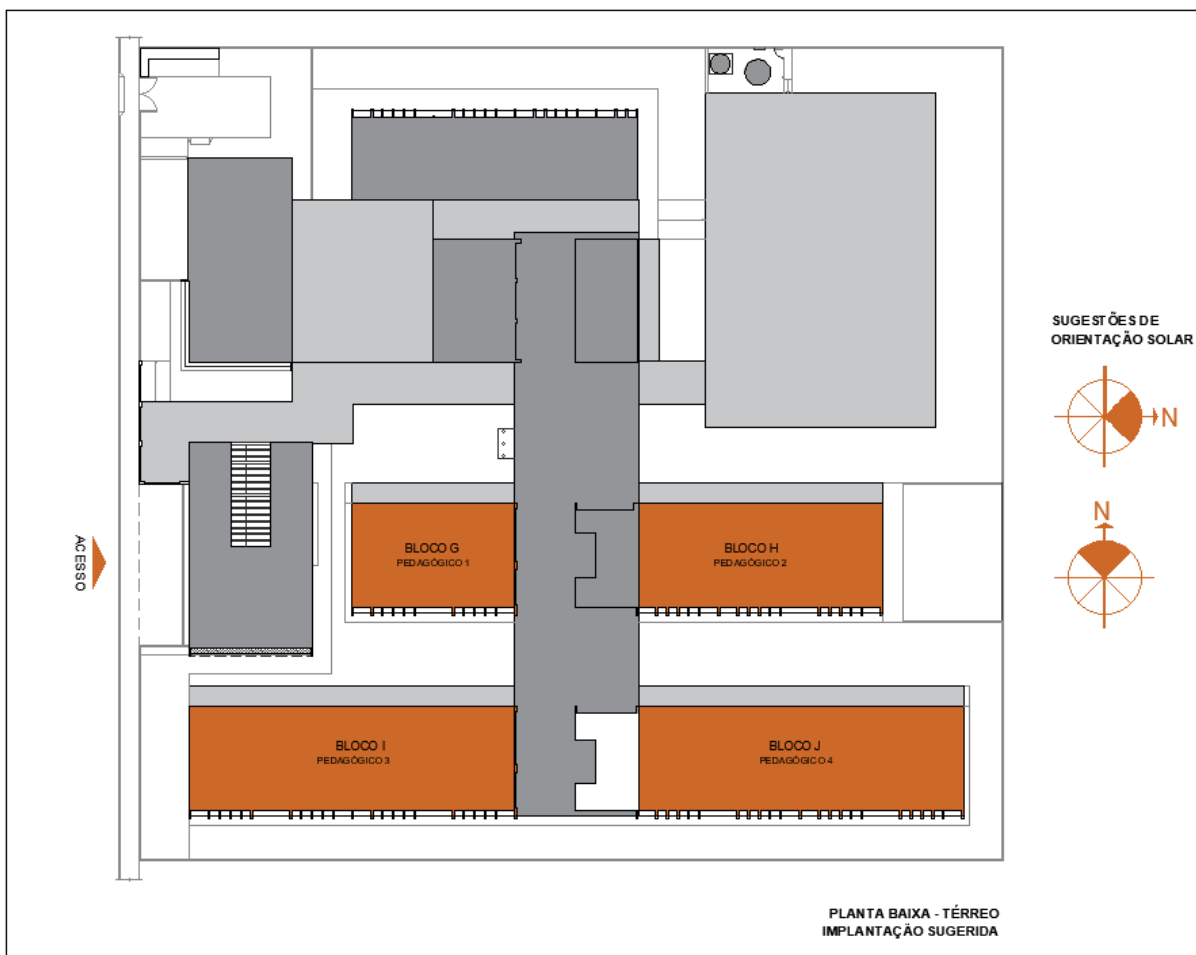 SUGESTÕES DE
ORIENTAÇÃO SOLAR
N
N
ACESSO
BLOCO G
PEDAGÓGICO 1
BLOCO H
PEDAGÓGICO 2
BLOCO I
PEDAGÓGICO 3
BLOCO J
PEDAGÓGICO 4
PLANTA BAIXA - TÉRREO
IMPLANTAÇÃO SUGERIDA